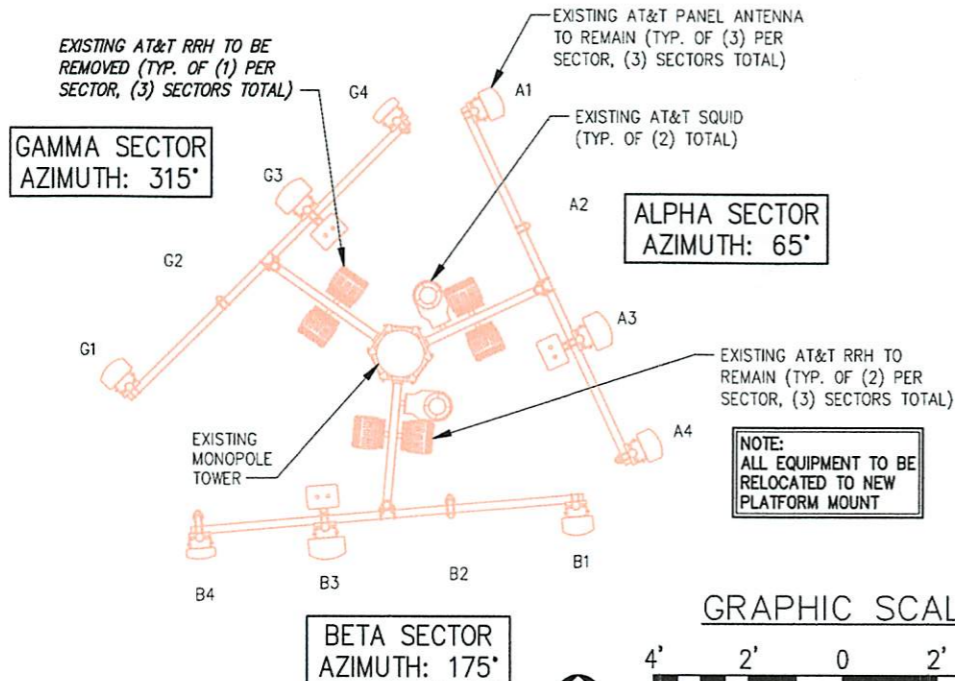 EXISTING AT&T PANEL ANTENNA
TO REMAIN (TYP. OF (3) PER
SECTOR, (3) SECTORS TOTAL)
EXISTING AT&T RRH TO BE
REMOVED (TYP. OF (1) PER
SECTOR, (3) SECTORS TOTAL)
G4
A1
EXISTING AT&T SQUID
(TYP. OF (2) TOTAL)
GAMMA SECTOR
AZIMUTH: 315°
G3
A2
ALPHA SECTOR
AZIMUTH: 65°
G2
G1
A3
EXISTING AT&T RRH TO
REMAIN (TYP. OF (2) PER
SECTOR, (3) SECTORS TOTAL)
A4
EXISTING
MONOPOLE
TOWER
NOTE:
ALL EQUIPMENT TO BE
RELOCATED TO NEW
PLATFORM MOUNT
B4
B3
B2
B1
GRAPHIC SCAL
BETA SECTOR
AZIMUTH: 175°
4' 2' 0 2'